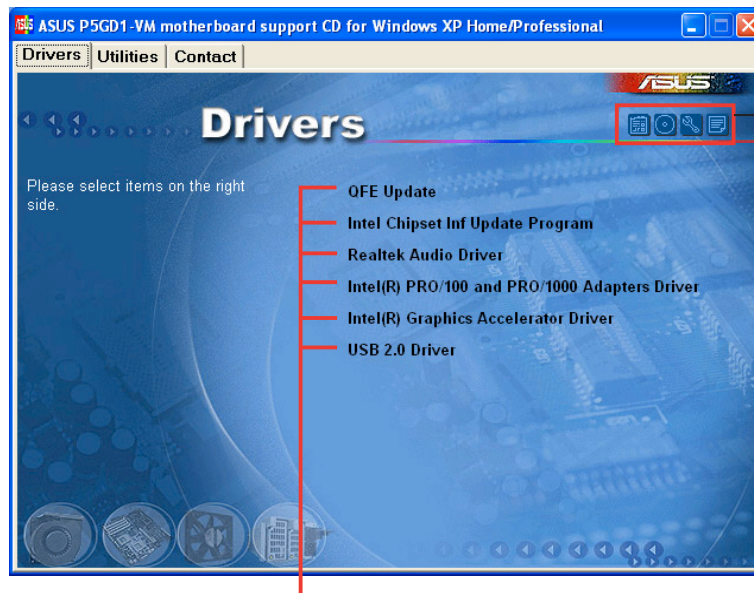 ASUS P5GD1-VM motherboard support CD for Windows XP Home/Professional
Drivers Utilities Contact
ASUS
Drivers
Please select items on the right
side.
QFE Update
Intel Chipset Inf Update Program
Realtek Audio Driver
Intel(R) PRO/100 and PRO/1000 Adapters Driver
Intel(R) Graphics Accelerator Driver
USB 2.0 Driver